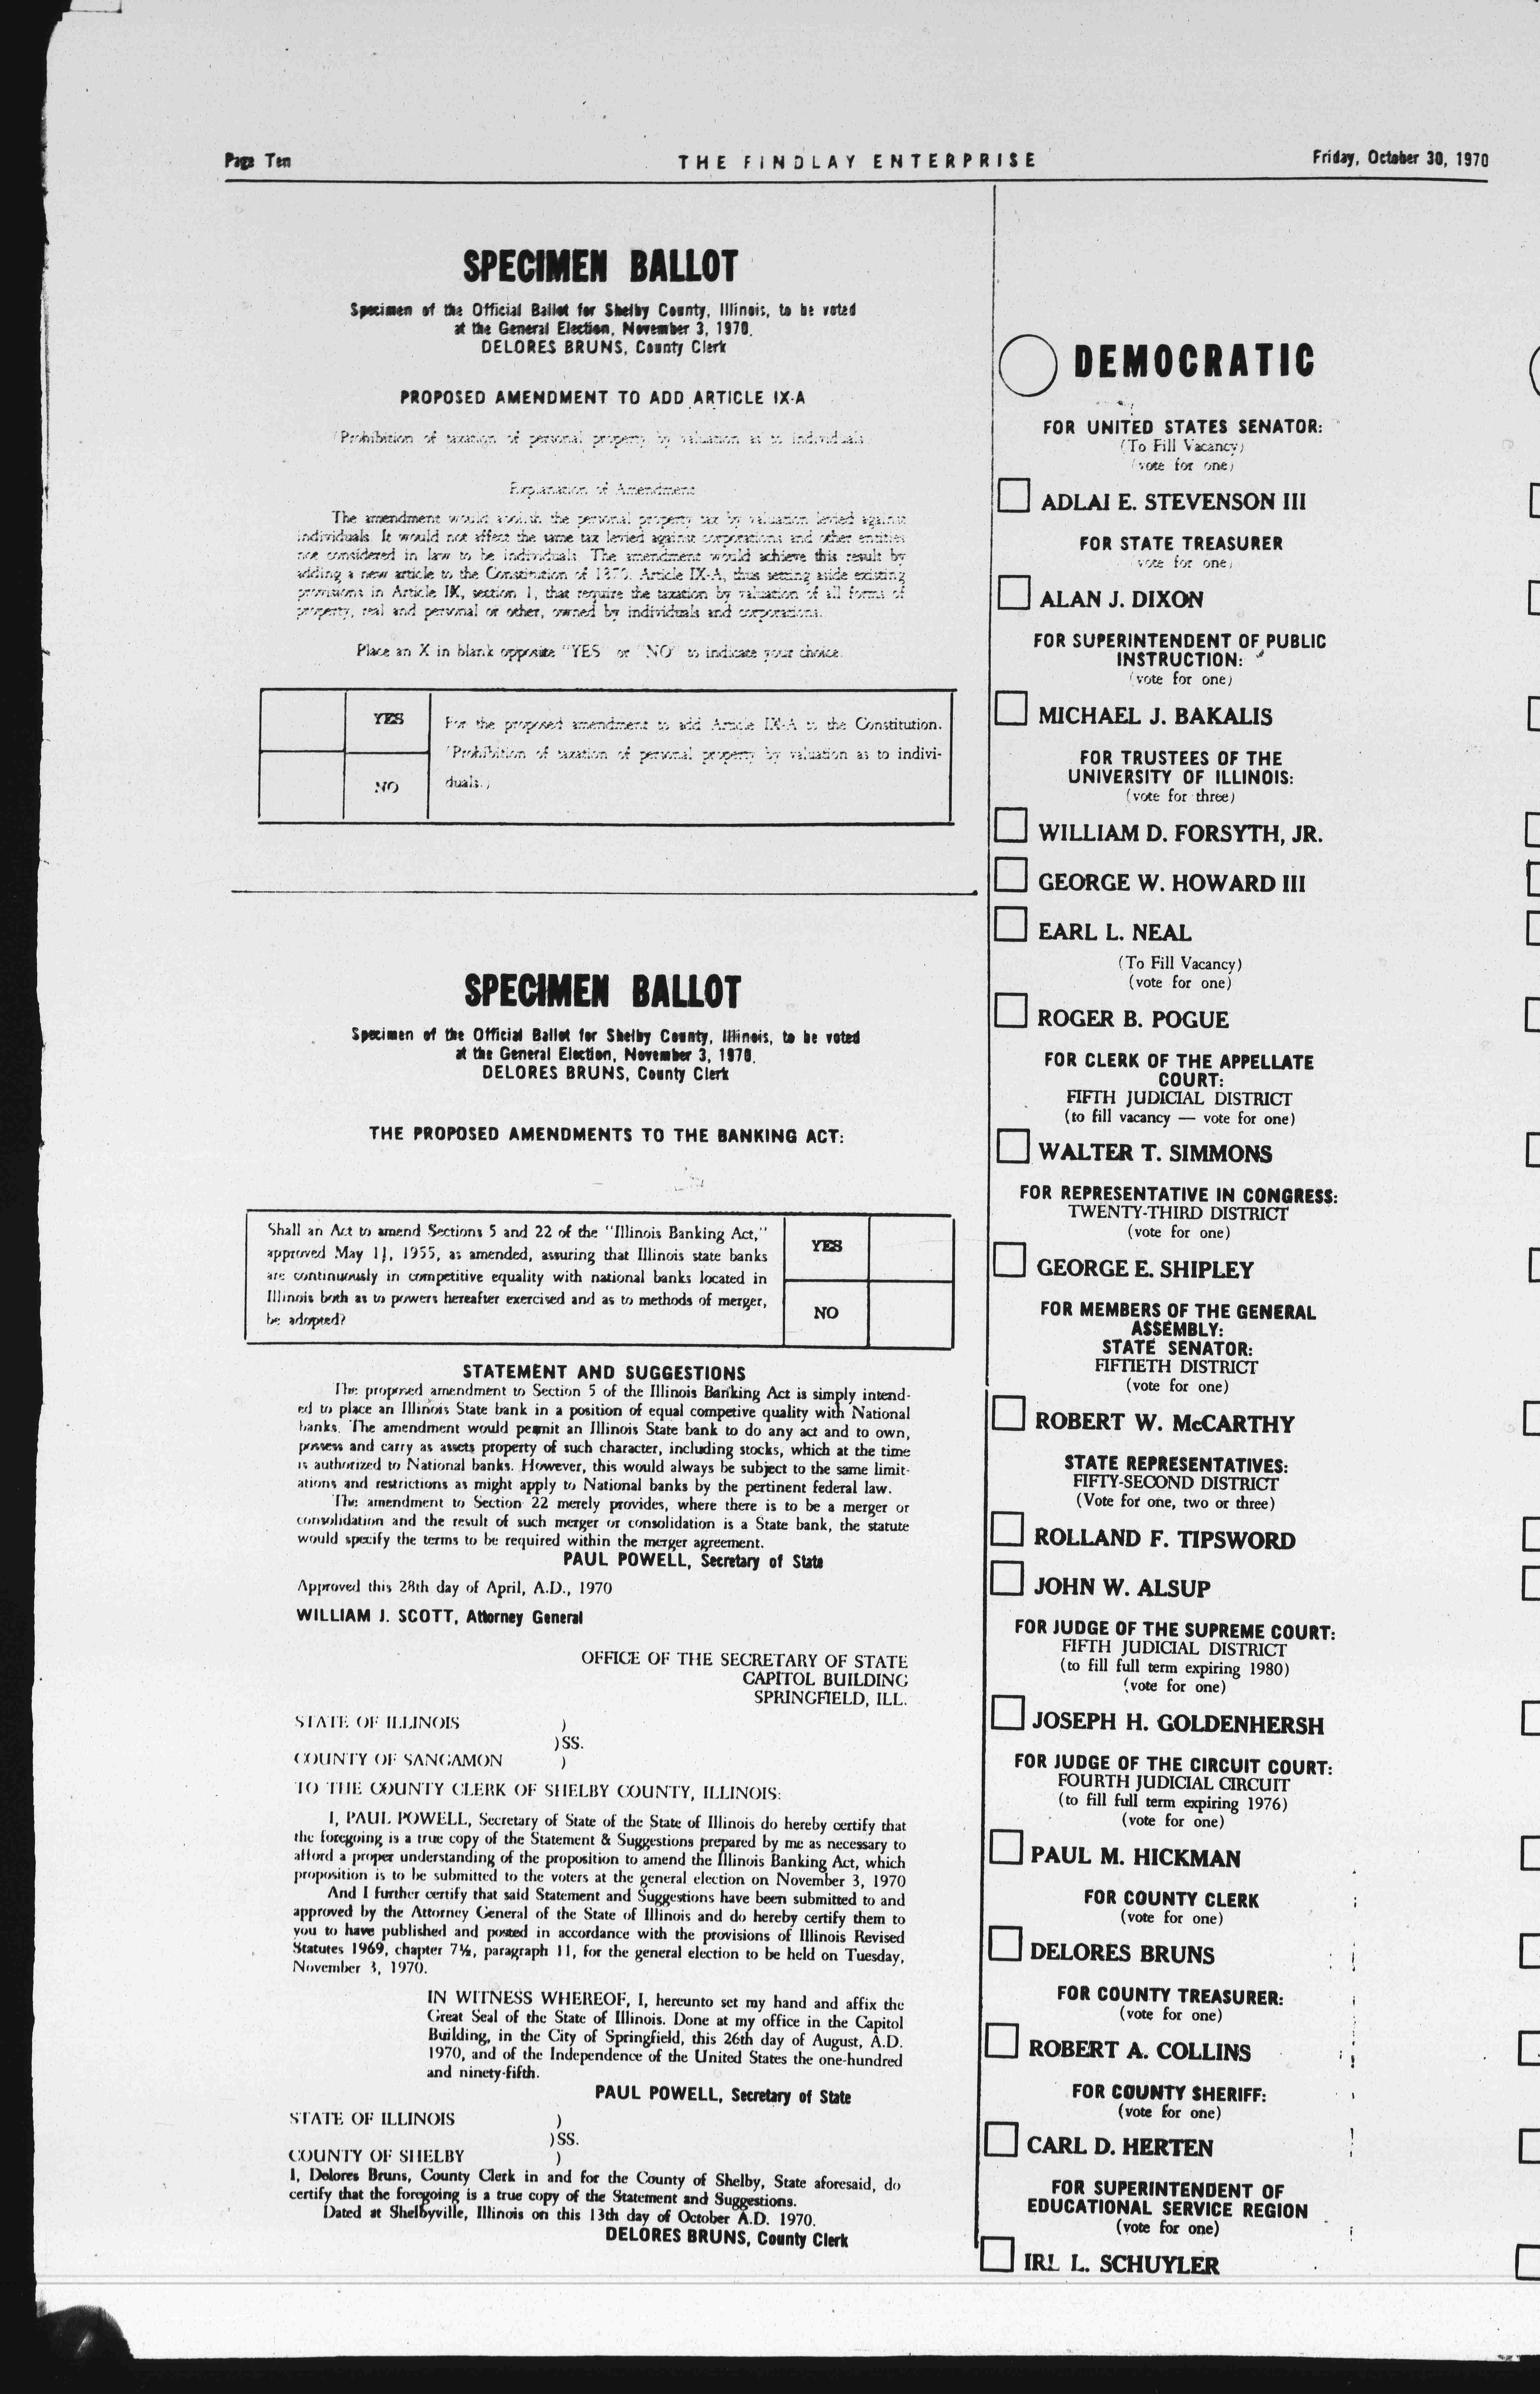 Page Ten
THE FINDLAY ENTERPRISE
Friday, October 30, 1970
SPECIMEN BALLOT
Specimen of the Official Ballot for Shelby County, Illinois, to be voted
at the General Election, November 3, 1970.
DELORES BRUNS, County Clerk
PROPOSED AMENDMENT TO ADD ARTICLE IX-A
(Prohibition of taxation of personal property by valuation as to individuals)
Explanation of Amendment
The amendment would abolish the personal property tax by valuation levied against
individuals. It would not affect the same tax levied against corporations and other entities
not considered in law to be individuals. The amendment would achieve this result by
adding a new article to the Constitution of 1870, Article IX-A, thus setting aside existing
provisions in Article IX, section 1, that require the taxation by valuation of all forms of
property, real and personal or other, owned by individuals and corporations.
Place an X in blank opposite "YES" or "NO" to indicate your choice.
YES
NO
For the proposed amendment to add Article IX-A to the Constitution.
(Prohibition of taxation of personal property by valuation as to indivi-
duals.)
SPECIMEN BALLOT
Specimen of the Official Ballot for Shelby County, Illinois, to be voted
at the General Election, November 3, 1970.
DELORES BRUNS, County Clerk
THE PROPOSED AMENDMENTS TO THE BANKING ACT:
Shall an Act to amend Sections 5 and 22 of the "Illinois Banking Act,"
approved May 11, 1955, as amended, assuring that Illinois state banks
are continuously in competitive equality with national banks located in
Illinois both as to powers hereafter exercised and as to methods of merger,
be adopted?
YES
NO
STATEMENT AND SUGGESTIONS
The proposed amendment to Section 5 of the Illinois Banking Act is simply intend-
ed to place an Illinois State bank in a position of equal competive quality with National
banks. The amendment would permit an Illinois State bank to do any act and to own,
possess and carry as assets property of such character, including stocks, which at the time
is authorized to National banks. However, this would always be subject to the same limit-
ations and restrictions as might apply to National banks by the pertinent federal law.
The amendment to Section 22 merely provides, where there is to be a merger or
consolidation and the result of such merger or consolidation is a State bank, the statute
would specify the terms to be required within the merger agreement.
PAUL POWELL, Secretary of State
Approved this 28th day of April, A.D., 1970
WILLIAM J. SCOTT, Attorney General
OFFICE OF THE SECRETARY OF STATE
CAPITOL BUILDING
SPRINGFIELD, ILL.
STATE OF ILLINOIS )
)SS.
COUNTY OF SANGAMON )
TO THE COUNTY CLERK OF SHELBY COUNTY, ILLINOIS:
I, PAUL POWELL, Secretary of State of the State of Illinois do hereby certify that
the foregoing is a true copy of the Statement & Suggestions prepared by me as necessary to
afford a proper understanding of the proposition to amend the Illinois Banking Act, which
proposition is to be submitted to the voters at the general election on November 3, 1970
And I further certify that said Statement and Suggestions have been submitted to and
approved by the Attorney General of the State of Illinois and do hereby certify them to
you to have published and posted in accordance with the provisions of Illinois Revised
Statutes 1969, chapter 7½, paragraph 11, for the general election to be held on Tuesday,
November 3, 1970.
IN WITNESS WHEREOF, I, hereunto set my hand and affix the
Great Seal of the State of Illinois. Done at my office in the Capitol
Building, in the City of Springfield, this 26th day of August, A.D.
1970, and of the Independence of the United States the one-hundred
and ninety-fifth.
PAUL POWELL, Secretary of State
STATE OF ILLINOIS )
)SS.
COUNTY OF SHELBY )
I, Delores Bruns, County Clerk in and for the County of Shelby, State aforesaid, do
certify that the foregoing is a true copy of the Statement and Suggestions.
Dated at Shelbyville, Illinois on this 13th day of October A.D. 1970.
DELORES BRUNS, County Clerk
DEMOCRATIC
FOR UNITED STATES SENATOR:
(To Fill Vacancy)
(vote for one)
ADLAI E. STEVENSON III
FOR STATE TREASURER
(vote for one)
ALAN J. DIXON
FOR SUPERINTENDENT OF PUBLIC
INSTRUCTION:
(vote for one)
MICHAEL J. BAKALIS
FOR TRUSTEES OF THE
UNIVERSITY OF ILLINOIS:
(vote for three)
WILLIAM D. FORSYTH, JR.
GEORGE W. HOWARD III
EARL L. NEAL
(To Fill Vacancy)
(vote for one)
ROGER B. POGUE
FOR CLERK OF THE APPELLATE
COURT:
FIFTH JUDICIAL DISTRICT
(to fill vacancy — vote for one)
WALTER T. SIMMONS
FOR REPRESENTATIVE IN CONGRESS:
TWENTY-THIRD DISTRICT
(vote for one)
GEORGE E. SHIPLEY
FOR MEMBERS OF THE GENERAL
ASSEMBLY:
STATE SENATOR:
FIFTIETH DISTRICT
(vote for one)
ROBERT W. McCARTHY
STATE REPRESENTATIVES:
FIFTY-SECOND DISTRICT
(Vote for one, two or three)
ROLLAND F. TIPSWORD
JOHN W. ALSUP
FOR JUDGE OF THE SUPREME COURT:
FIFTH JUDICIAL DISTRICT
(to fill full term expiring 1980)
(vote for one)
JOSEPH H. GOLDENHERSH
FOR JUDGE OF THE CIRCUIT COURT:
FOURTH JUDICIAL CIRCUIT
(to fill full term expiring 1976)
(vote for one)
PAUL M. HICKMAN
FOR COUNTY CLERK
(vote for one)
DELORES BRUNS
FOR COUNTY TREASURER:
(vote for one)
ROBERT A. COLLINS
FOR COUNTY SHERIFF:
(vote for one)
CARL D. HERTEN
FOR SUPERINTENDENT OF
EDUCATIONAL SERVICE REGION
(vote for one)
IRL L. SCHUYLER